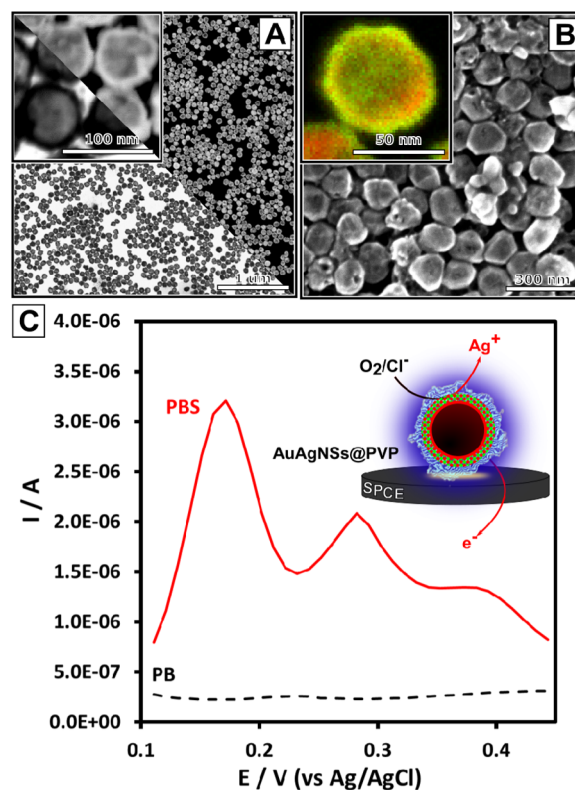 A
100 nm
1 µm
B
50 nm
300 nm
C
4.0E-06
3.5E-06
3.0E-06
2.5E-06
2.0E-06
1.5E-06
1.0E-06
5.0E-07
0.0E+00
I / A
PBS
PB
O2/Cl-
Ag+
AuAgNSs@PVP
SPCE
e-
0.1
0.2
0.3
0.4
E / V (vs Ag/AgCl)